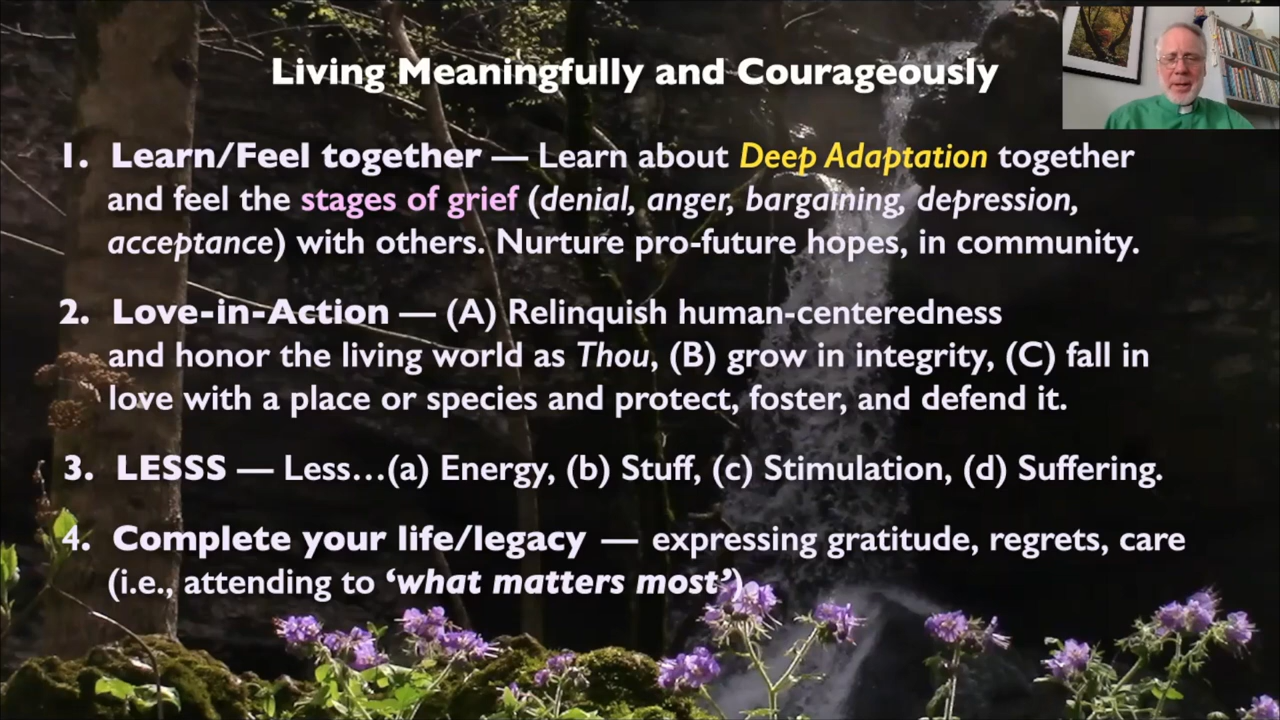 Living Meaningfully and Courageously
1. Learn/Feel together — Learn about Deep Adaptation together
and feel the stages of grief (denial, anger, bargaining, depression,
acceptance) with others. Nurture pro-future hopes, in community.
2. Love-in-Action — (A) Relinquish human-centeredness
and honor the living world as Thou, (B) grow in integrity, (C) fall in
love with a place or species and protect, foster, and defend it.
3. LESSS — Less…(a) Energy, (b) Stuff, (c) Stimulation, (d) Suffering.
4. Complete your life/legacy — expressing gratitude, regrets, care
(i.e., attending to ‘what matters most’)